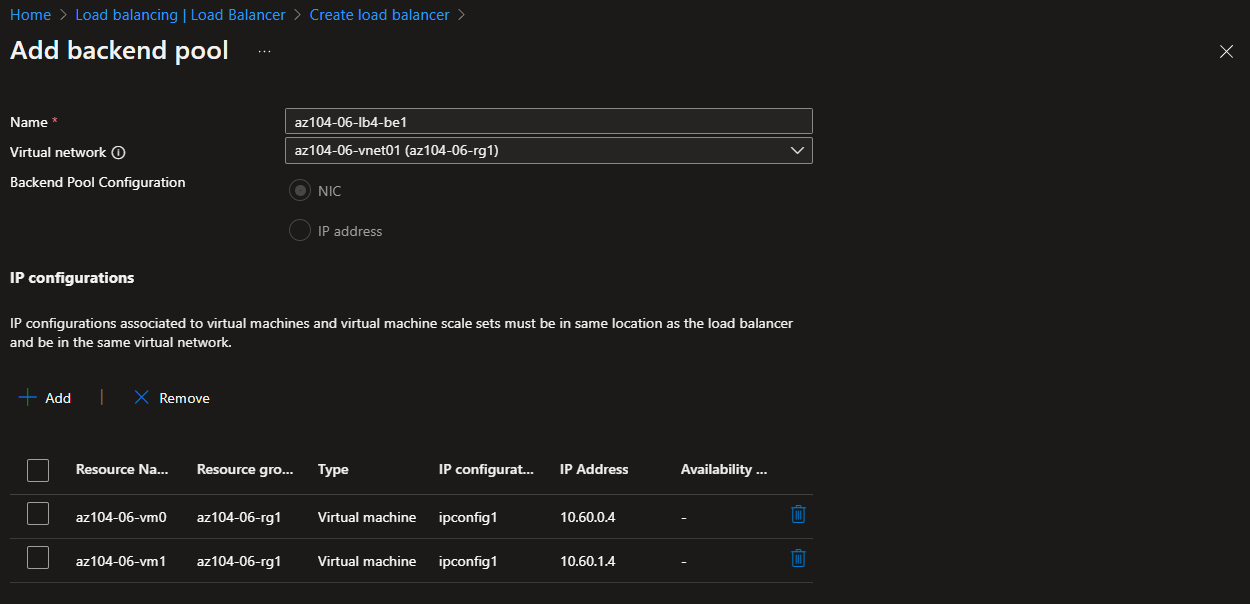 Home > Load balancing | Load Balancer > Create load balancer >
Add backend pool ...
Name *
az104-06-lb4-be1
Virtual network
az104-06-vnet01 (az104-06-rg1)
Backend Pool Configuration
NIC
IP address
IP configurations
IP configurations associated to virtual machines and virtual machine scale sets must be in same location as the load balancer
and be in the same virtual network.
Add | Remove
Resource Na... Resource gro... Type IP configurat... IP Address Availability ...
az104-06-vm0 az104-06-rg1 Virtual machine ipconfig1 10.60.0.4 -
az104-06-vm1 az104-06-rg1 Virtual machine ipconfig1 10.60.1.4 -